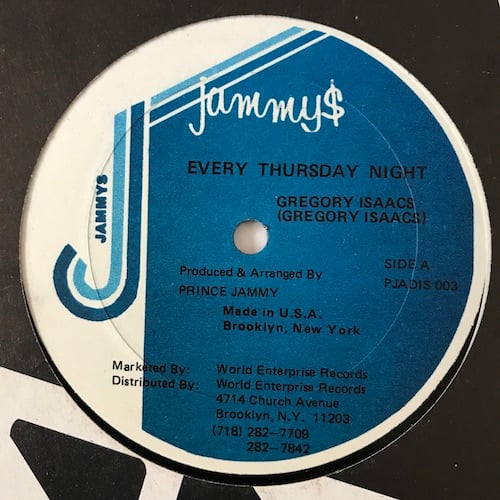 jammy$
JAMMYS
EVERY THURSDAY NIGHT
GREGORY ISAACS
(GREGORY ISAACS)
SIDE A
PJADIS 003
Produced & Arranged By
PRINCE JAMMY
Made in U.S.A.
Brooklyn, New York
Marketed By: World Enterprise Records
Distributed By: World Enterprise Records
4714 Church Avenue
Brooklyn, N.Y. 11203
(718) 282-7709
282-7842